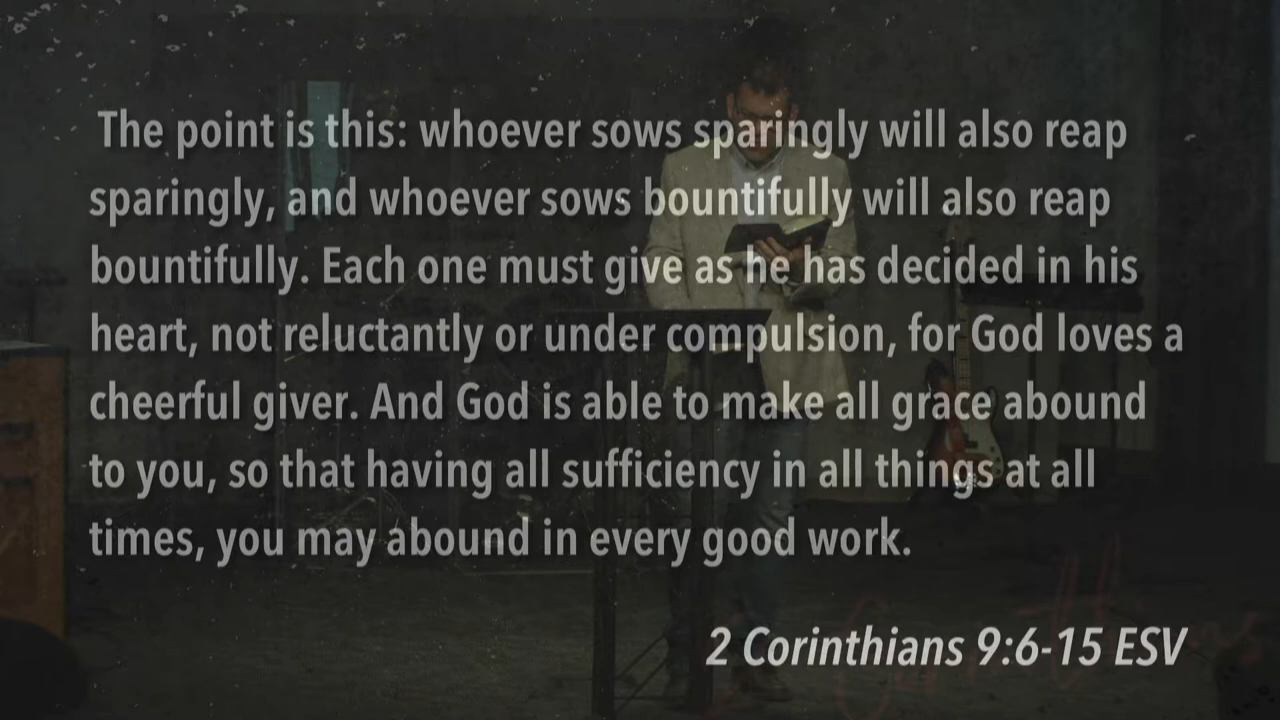 The point is this: whoever sows sparingly will also reap
sparingly, and whoever sows bountifully will also reap
bountifully. Each one must give as he has decided in his
heart, not reluctantly or under compulsion, for God loves a
cheerful giver. And God is able to make all grace abound
to you, so that having all sufficiency in all things at all
times, you may abound in every good work.
2 Corinthians 9:6-15 ESV